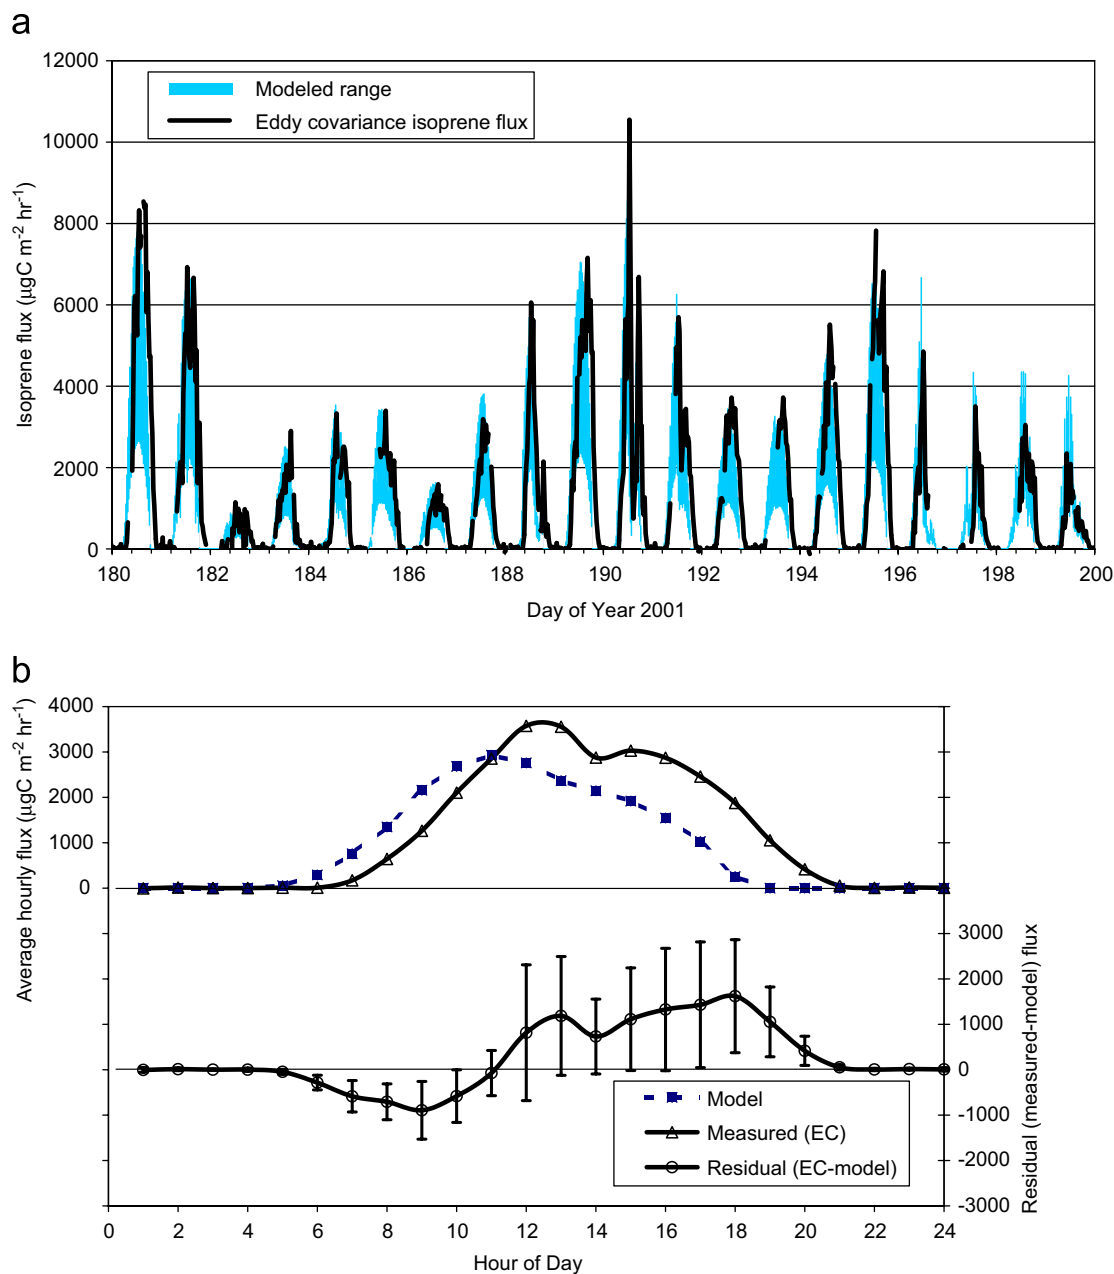 a
12000
10000
8000
6000
4000
2000
0
Isoprene flux (µgC m⁻² hr⁻¹)
Modeled range
Eddy covariance isoprene flux
180 182 184 186 188 190 192 194 196 198 200
Day of Year 2001
b
4000
3000
2000
1000
0
Average hourly flux (µgC m⁻² hr⁻¹)
3000
2000
1000
0
-1000
-2000
-3000
Residual (measured-model) flux
Model
Measured (EC)
Residual (EC-model)
0 2 4 6 8 10 12 14 16 18 20 22 24
Hour of Day